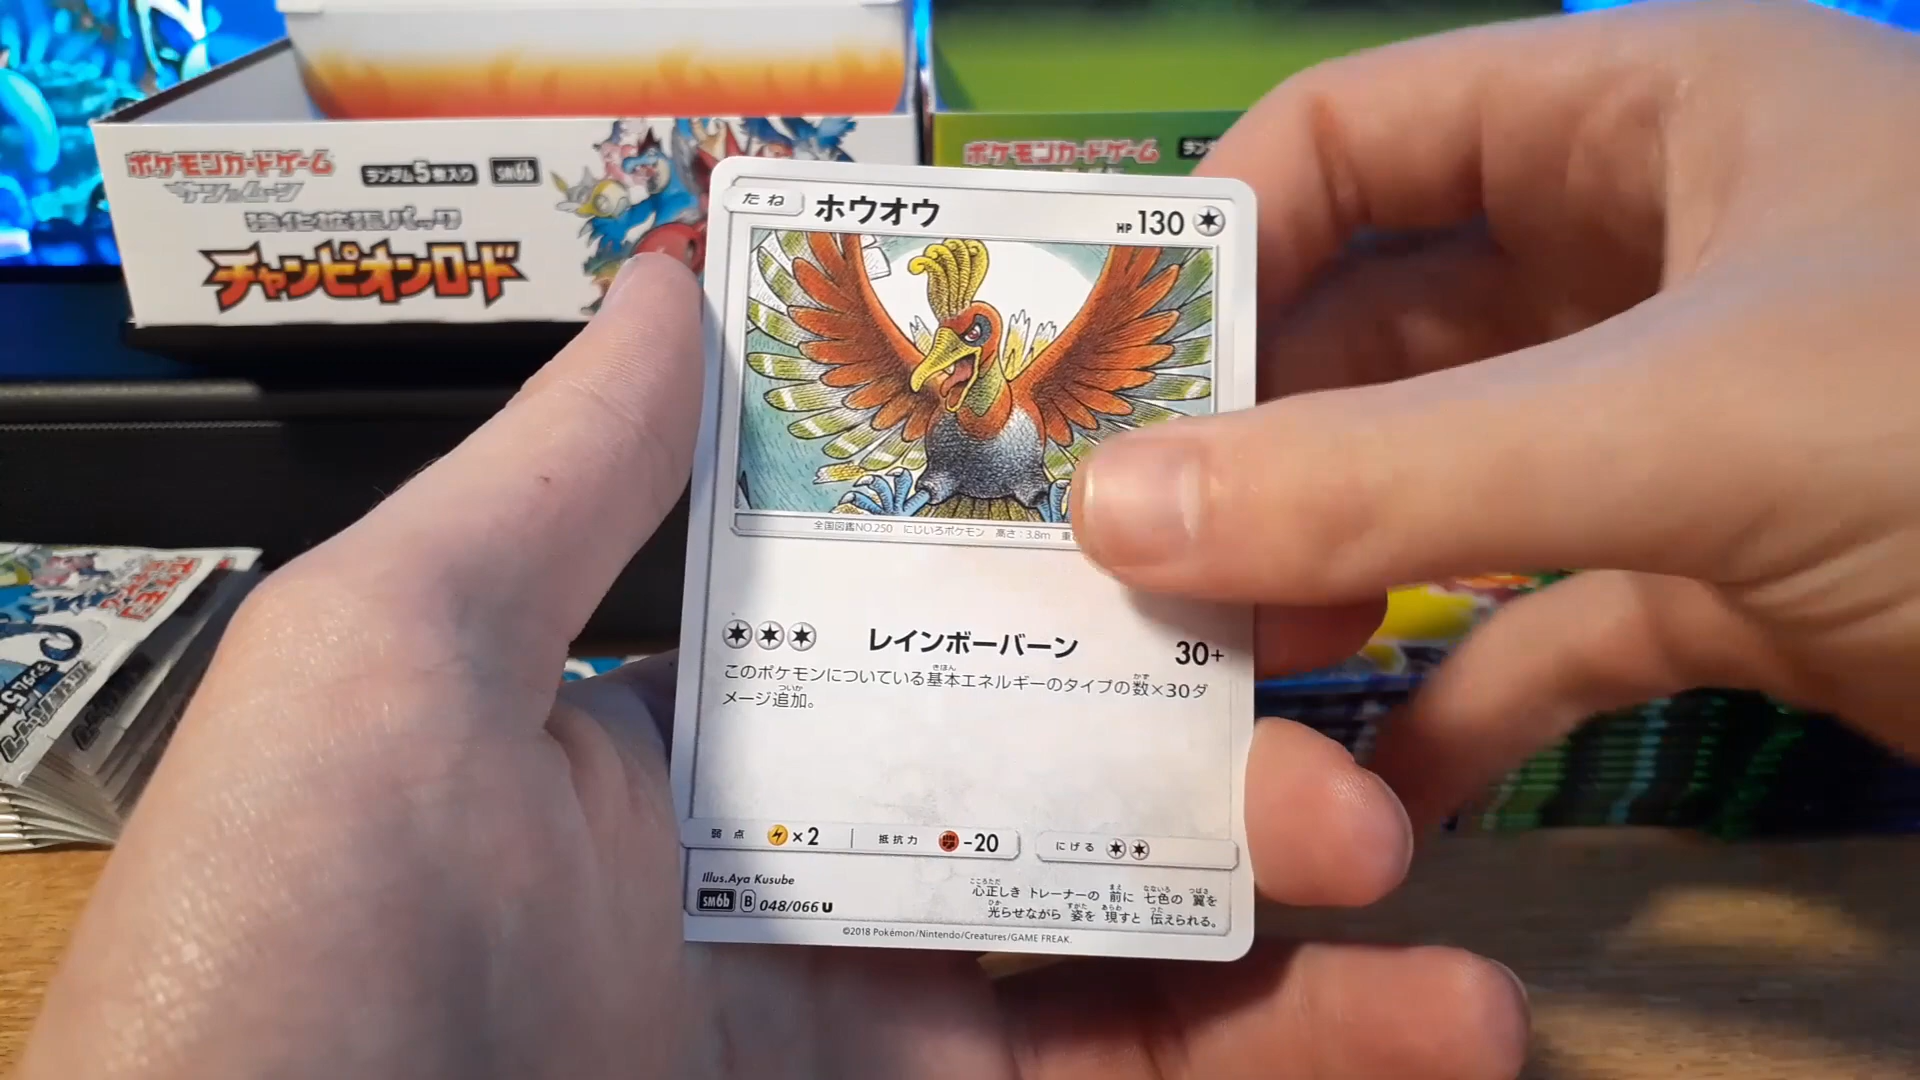 ポケモンカードゲーム
サン&ムーン
ランダム5枚入り
SM6b
強化拡張パック
チャンピオンロード
ポケモンカードゲーム
たね
ホウオウ
HP 130
全国図鑑NO.250 にじいろポケモン 高さ:3.8m
レインボーバーン 30+
このポケモンについている基本エネルギーのタイプの数×30ダ
メージ追加。
弱点 ×2 抵抗力 -20 にげる
Illus.Aya Kusube
SM6b B 048/066 U
心正しき トレーナーの 前に 七色の 翼を
光らせながら 姿を 現すと 伝えられる。
©2018 Pokémon/Nintendo/Creatures/GAME FREAK.